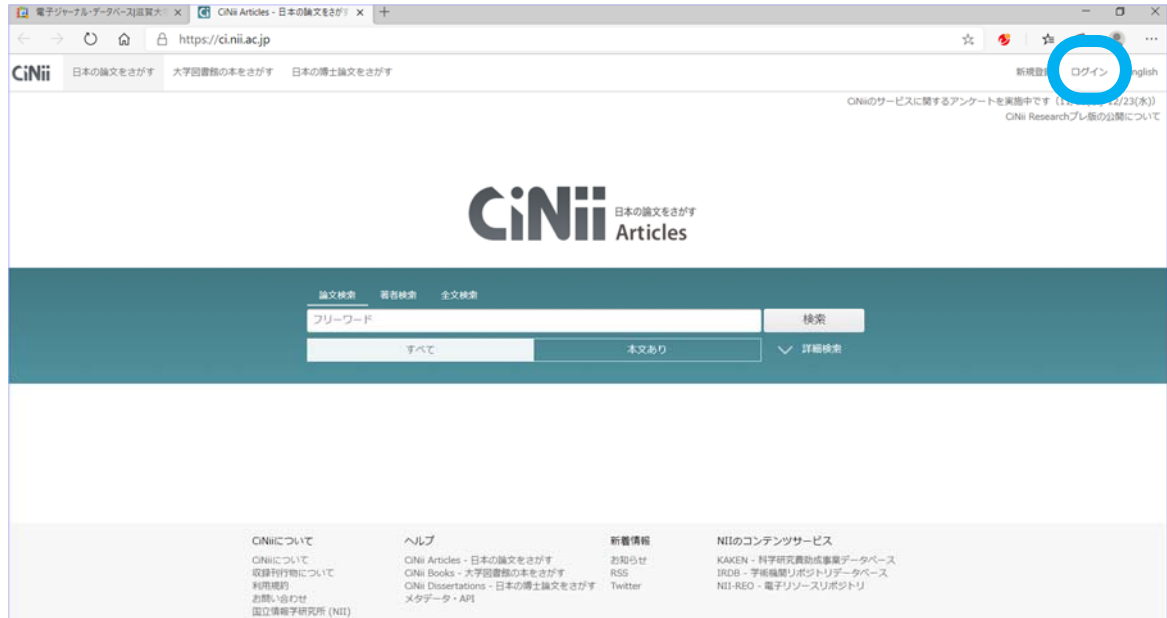 電子ジャーナル・データベース|滋賀大
CiNii Articles - 日本の論文をさがす
https://ci.nii.ac.jp
CiNii 日本の論文をさがす 大学図書館の本をさがす 日本の博士論文をさがす 新規登 ログイン nglish
CiNiiのサービスに関するアンケートを実施中です 12/23(水))
CiNii Researchプレ版の公開について
CiNii 日本の論文をさがす
Articles
論文検索 著者検索 全文検索
フリーワード 検索
すべて 本文あり 詳細検索
CiNiiについて ヘルプ 新着情報 NIIのコンテンツサービス
CiNiiについて CiNii Articles - 日本の論文をさがす お知らせ KAKEN - 科学研究費助成事業データベース
収録刊行物について CiNii Books - 大学図書館の本をさがす RSS IRDB - 学術機関リポジトリデータベース
利用規約 CiNii Dissertations - 日本の博士論文をさがす Twitter NII-REO - 電子リソースリポジトリ
お問い合わせ メタデータ・API
国立情報学研究所 (NII)